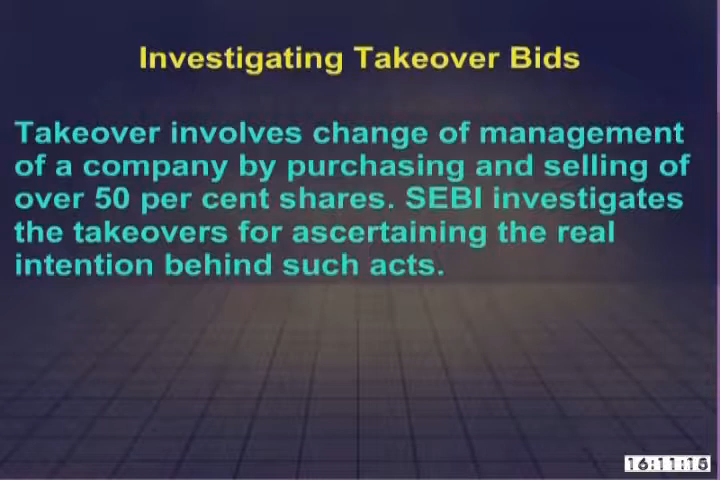 Investigating Takeover Bids
Takeover involves change of management
of a company by purchasing and selling of
over 50 per cent shares. SEBI investigates
the takeovers for ascertaining the real
intention behind such acts.
16:11:15